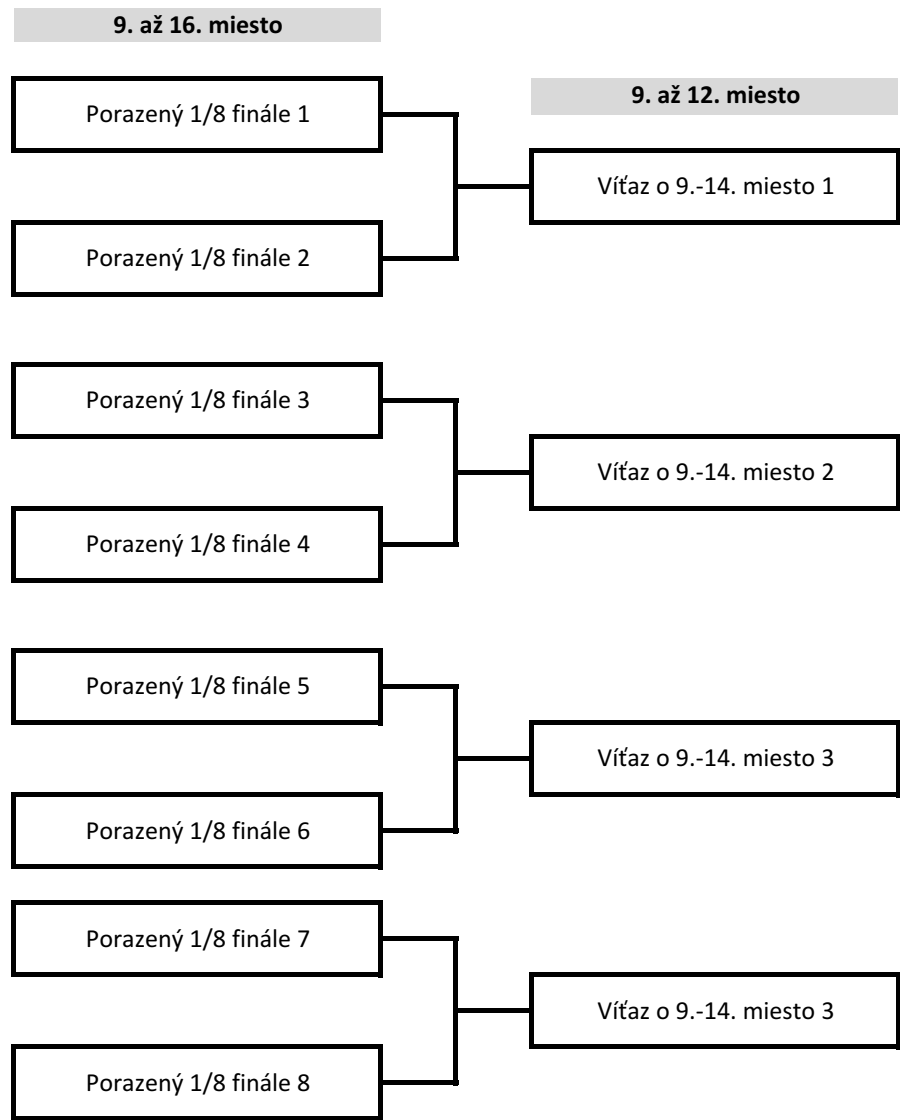 9. až 16. miesto
Porazený 1/8 finále 1
Porazený 1/8 finále 2
Porazený 1/8 finále 3
Porazený 1/8 finále 4
Porazený 1/8 finále 5
Porazený 1/8 finále 6
Porazený 1/8 finále 7
Porazený 1/8 finále 8
9. až 12. miesto
Víťaz o 9.-14. miesto 1
Víťaz o 9.-14. miesto 2
Víťaz o 9.-14. miesto 3
Víťaz o 9.-14. miesto 3